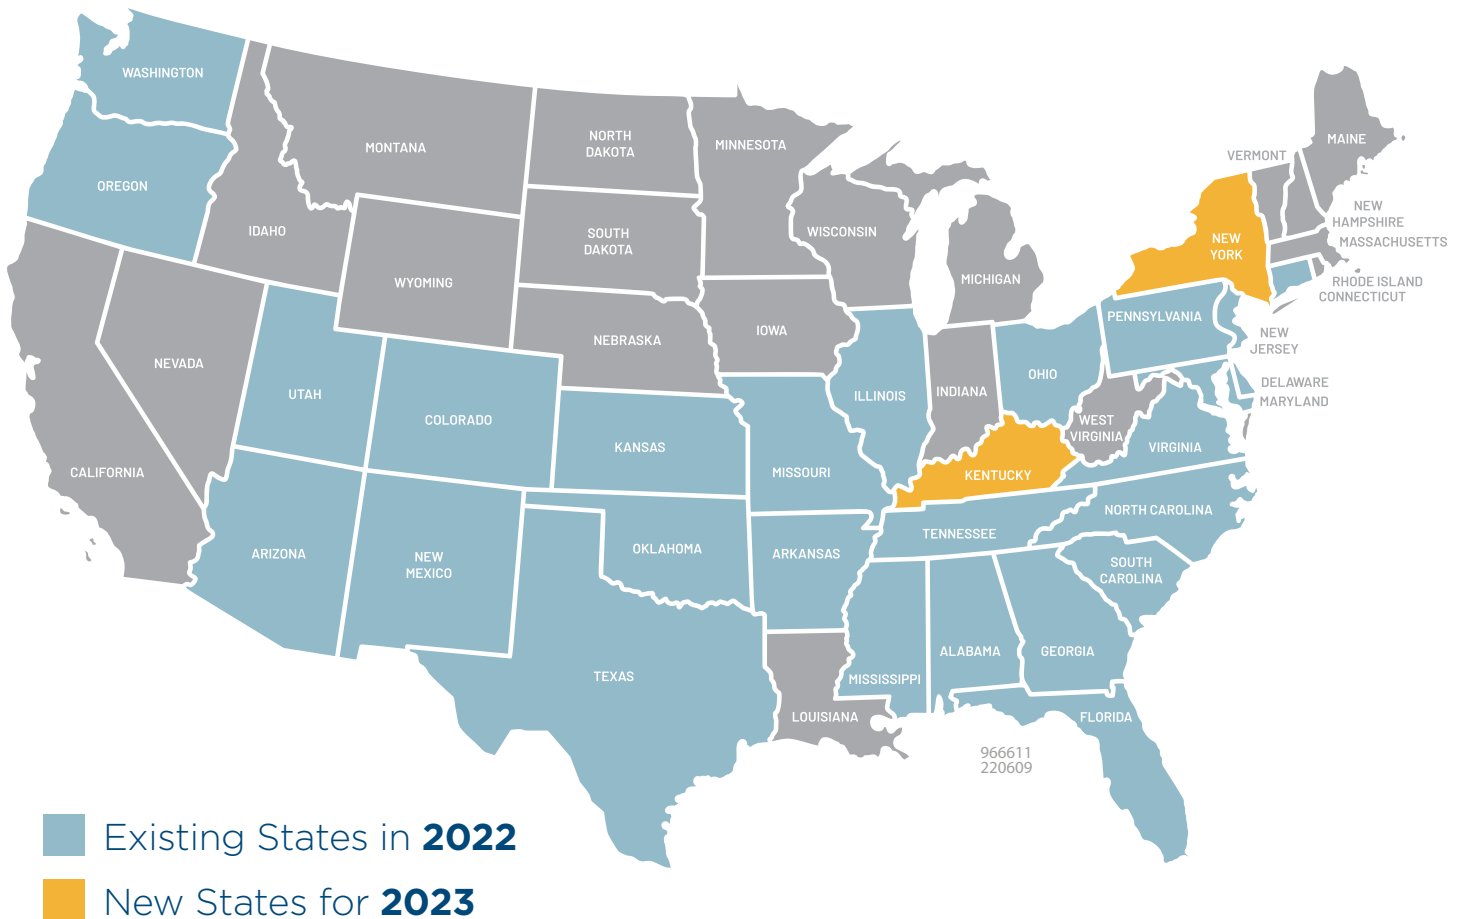 WASHINGTON
OREGON
CALIFORNIA
NEVADA
IDAHO
MONTANA
WYOMING
UTAH
ARIZONA
COLORADO
NEW
MEXICO
NORTH
DAKOTA
SOUTH
DAKOTA
NEBRASKA
KANSAS
OKLAHOMA
TEXAS
MINNESOTA
IOWA
MISSOURI
ARKANSAS
LOUISIANA
WISCONSIN
ILLINOIS
MICHIGAN
INDIANA
OHIO
KENTUCKY
TENNESSEE
MISSISSIPPI
ALABAMA
GEORGIA
FLORIDA
SOUTH
CAROLINA
NORTH CAROLINA
VIRGINIA
WEST
VIRGINIA
PENNSYLVANIA
NEW
YORK
VERMONT
MAINE
NEW
HAMPSHIRE
MASSACHUSETTS
RHODE ISLAND
CONNECTICUT
NEW
JERSEY
DELAWARE
MARYLAND
966611
220609
Existing States in 2022
New States for 2023